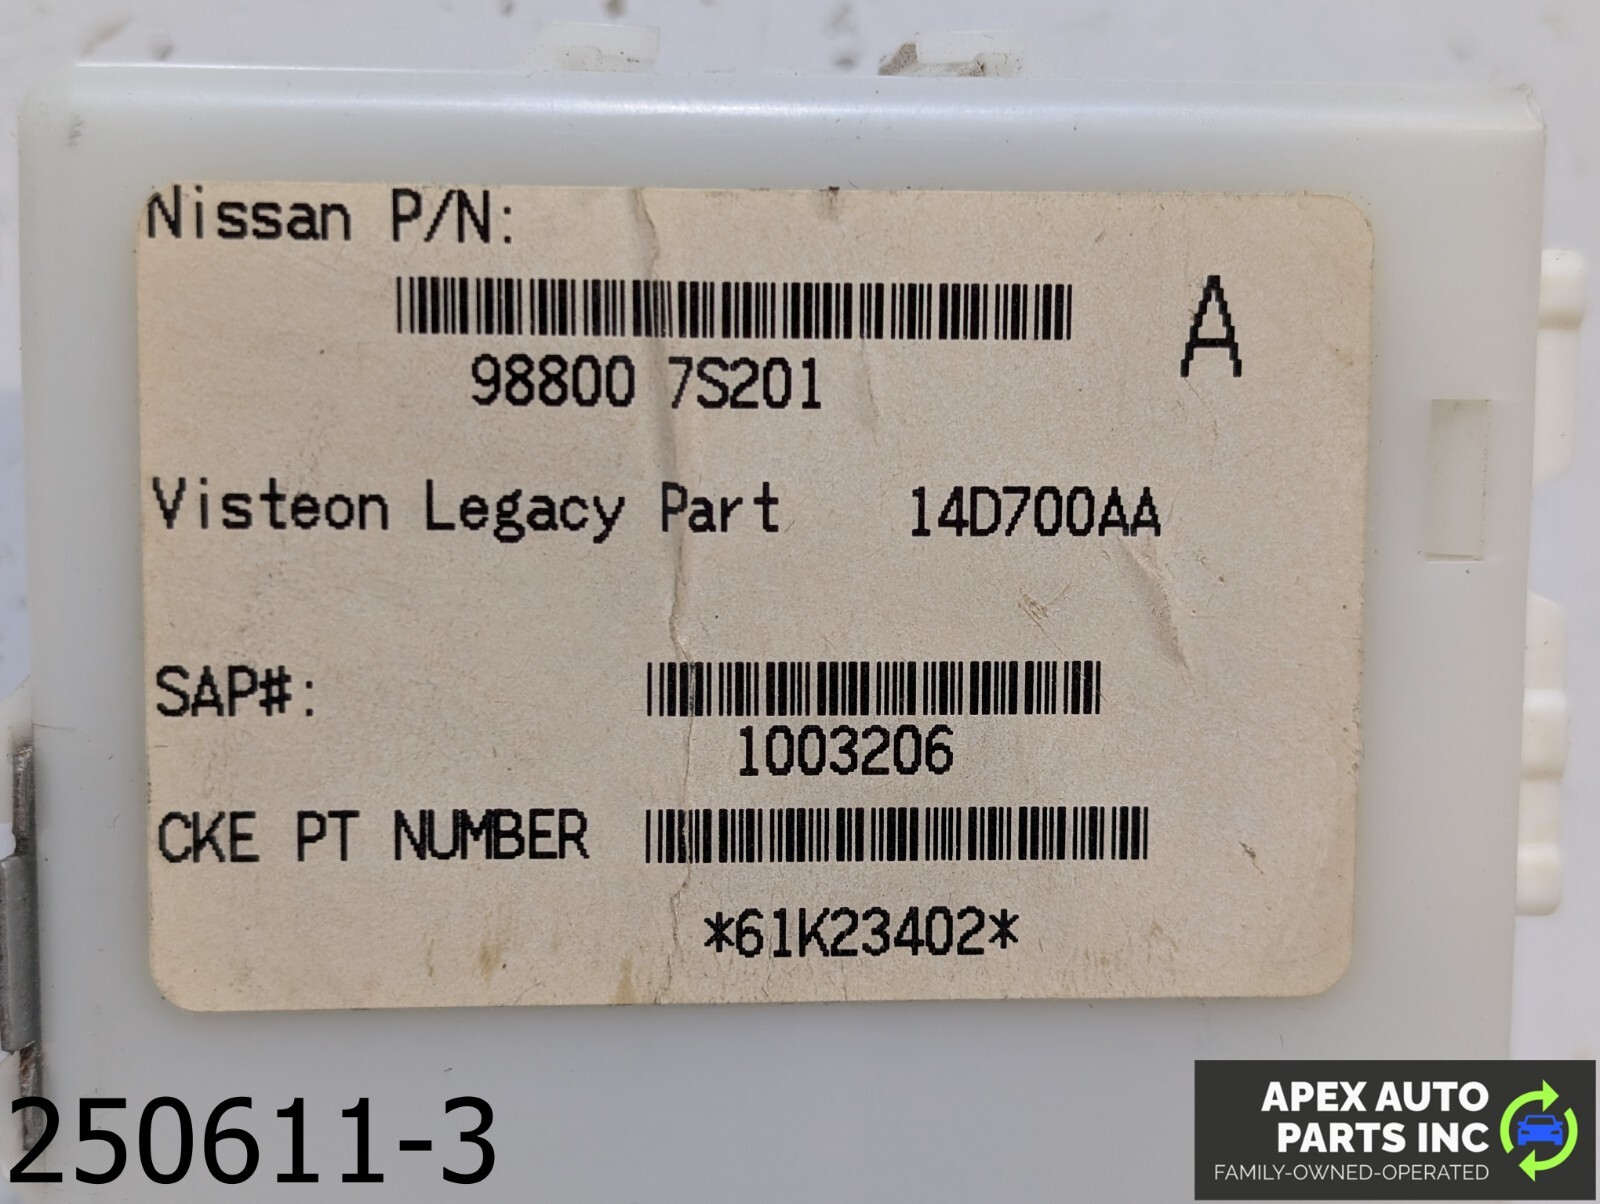 Nissan P/N:
98800 7S201
A
Visteon Legacy Part 14D700AA
SAP#:
1003206
CKE PT NUMBER
*61K23402*
250611-3
APEX AUTO
PARTS INC
FAMILY-OWNED-OPERATED